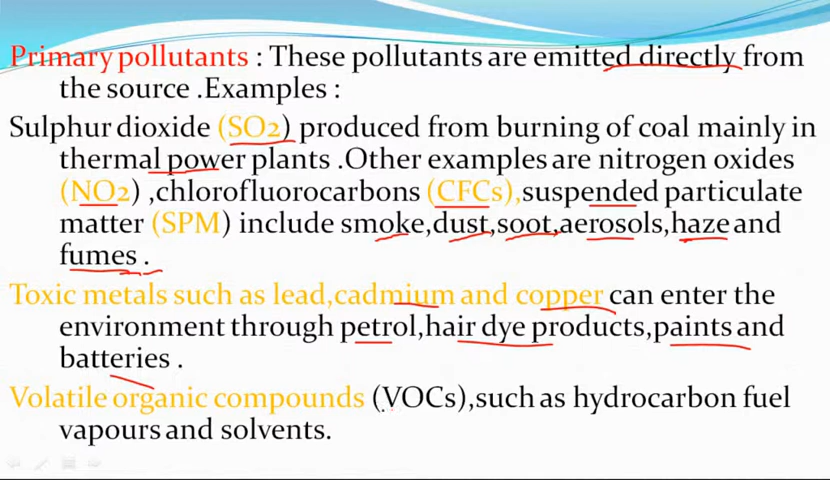 Primary pollutants : These pollutants are emitted directly from
the source .Examples :
Sulphur dioxide (SO2) produced from burning of coal mainly in
thermal power plants .Other examples are nitrogen oxides
(NO2) ,chlorofluorocarbons (CFCs),suspended particulate
matter (SPM) include smoke,dust,soot,aerosols,haze and
fumes .
Toxic metals such as lead,cadmium and copper can enter the
environment through petrol,hair dye products,paints and
batteries .
Volatile organic compounds (VOCs),such as hydrocarbon fuel
vapours and solvents.